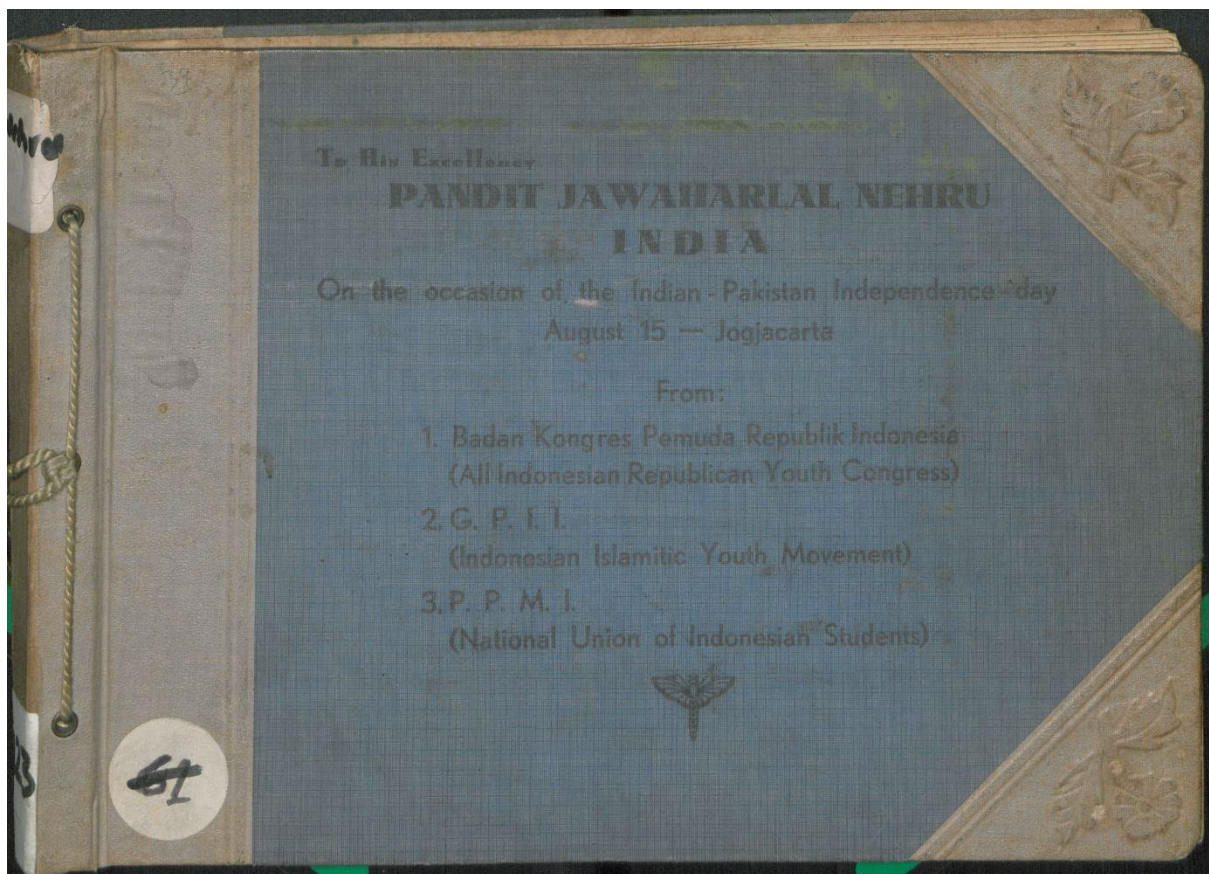 To His Excellency
PANDIT JAWAHARLAL NEHRU
INDIA
On the occasion of the Indian - Pakistan Independence - day
August 15 — Jogjacarta
From:
1. Badan Kongres Pemuda Republik Indonesia
(All Indonesian Republican Youth Congress)
2. G. P. I. I.
(Indonesian Islamitic Youth Movement)
3. P. P. M. I.
(National Union of Indonesian Students)
61